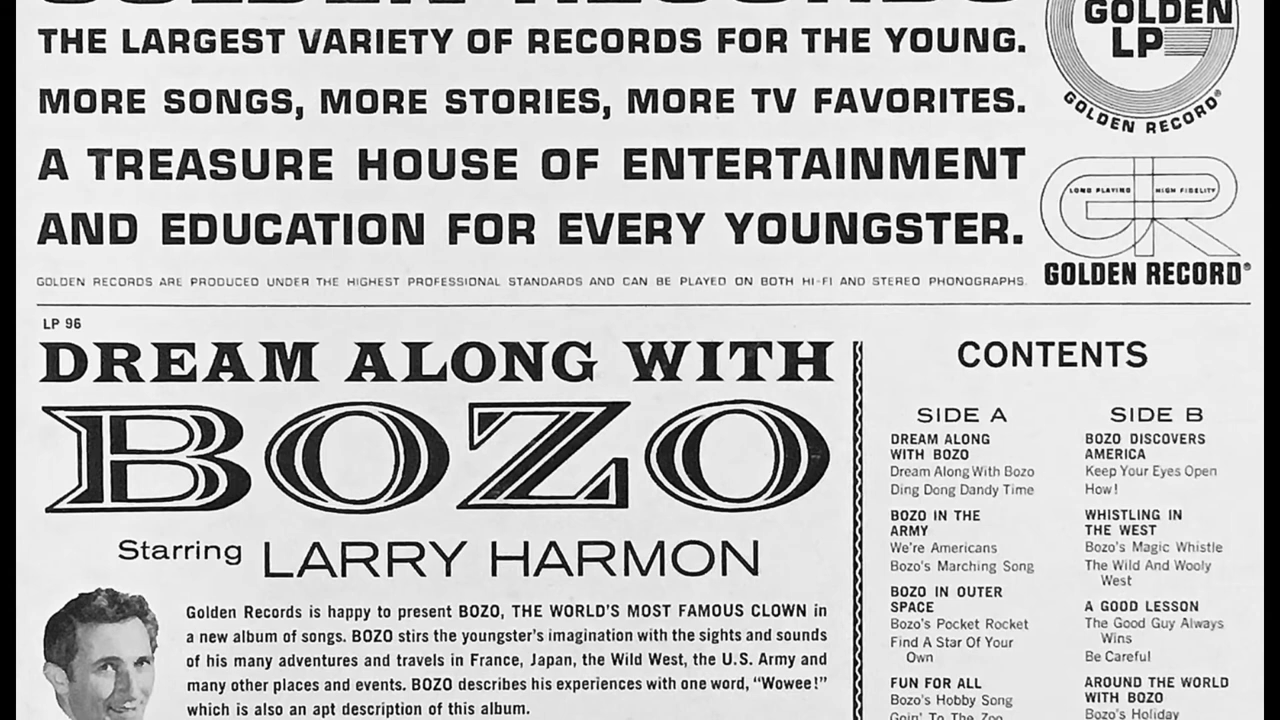 GOLDEN RECORDS
THE LARGEST VARIETY OF RECORDS FOR THE YOUNG.
MORE SONGS, MORE STORIES, MORE TV FAVORITES.
A TREASURE HOUSE OF ENTERTAINMENT
AND EDUCATION FOR EVERY YOUNGSTER.
GOLDEN RECORDS ARE PRODUCED UNDER THE HIGHEST PROFESSIONAL STANDARDS AND CAN BE PLAYED ON BOTH HI-FI AND STEREO PHONOGRAPHS.
GOLDEN
LP
GOLDEN RECORD®
LONG PLAYING HIGH FIDELITY
GR
GOLDEN RECORD®
LP 96
DREAM ALONG WITH
BOZO
Starring LARRY HARMON
Golden Records is happy to present BOZO, THE WORLD'S MOST FAMOUS CLOWN in
a new album of songs. BOZO stirs the youngster's imagination with the sights and sounds
of his many adventures and travels in France, Japan, the Wild West, the U.S. Army and
many other places and events. BOZO describes his experiences with one word, "Wowee!"
which is also an apt description of this album.
CONTENTS
SIDE A
DREAM ALONG
WITH BOZO
Dream Along With Bozo
Ding Dong Dandy Time
BOZO IN THE
ARMY
We're Americans
Bozo's Marching Song
BOZO IN OUTER
SPACE
Bozo's Pocket Rocket
Find A Star Of Your
Own
FUN FOR ALL
Bozo's Hobby Song
Goin' To The Zoo
SIDE B
BOZO DISCOVERS
AMERICA
Keep Your Eyes Open
How!
WHISTLING IN
THE WEST
Bozo's Magic Whistle
The Wild And Wooly
West
A GOOD LESSON
The Good Guy Always
Wins
Be Careful
AROUND THE WORLD
WITH BOZO
Bozo's Holiday